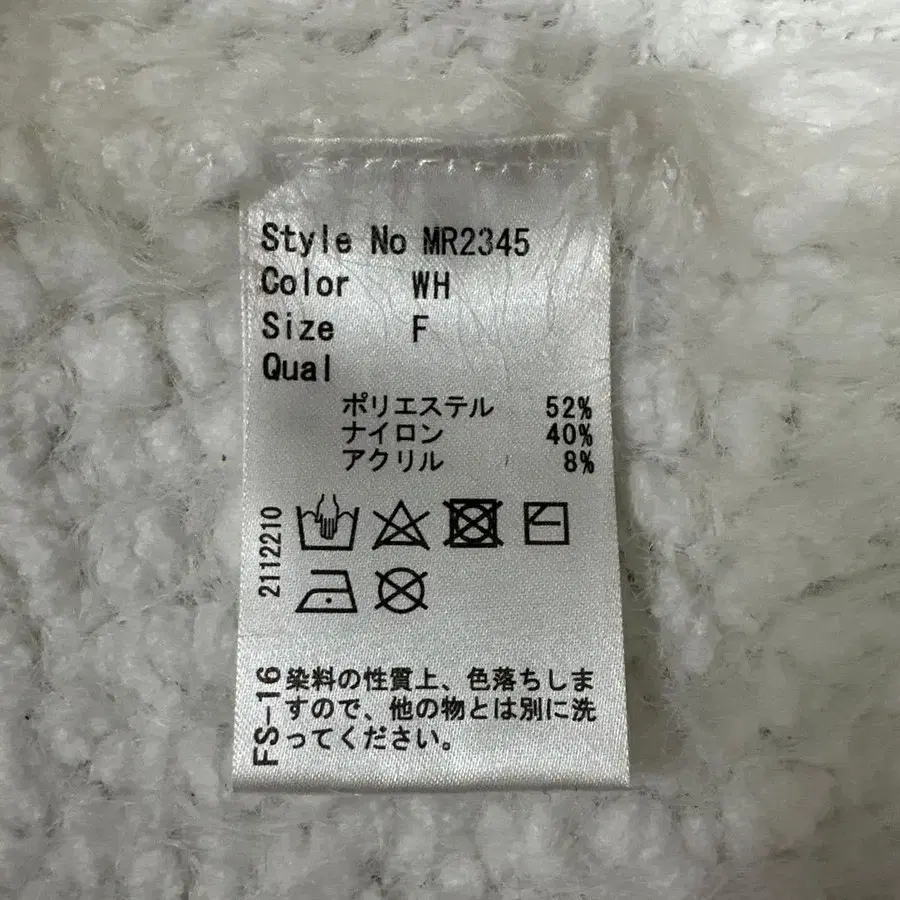 Style No MR2345
Color WH
Size F
Qual
ポリエステル 52%
ナイロン 40%
アクリル 8%
2112210
FS-16
染料の性質上、色落ちしま
すので、他の物とは別に洗
ってください。